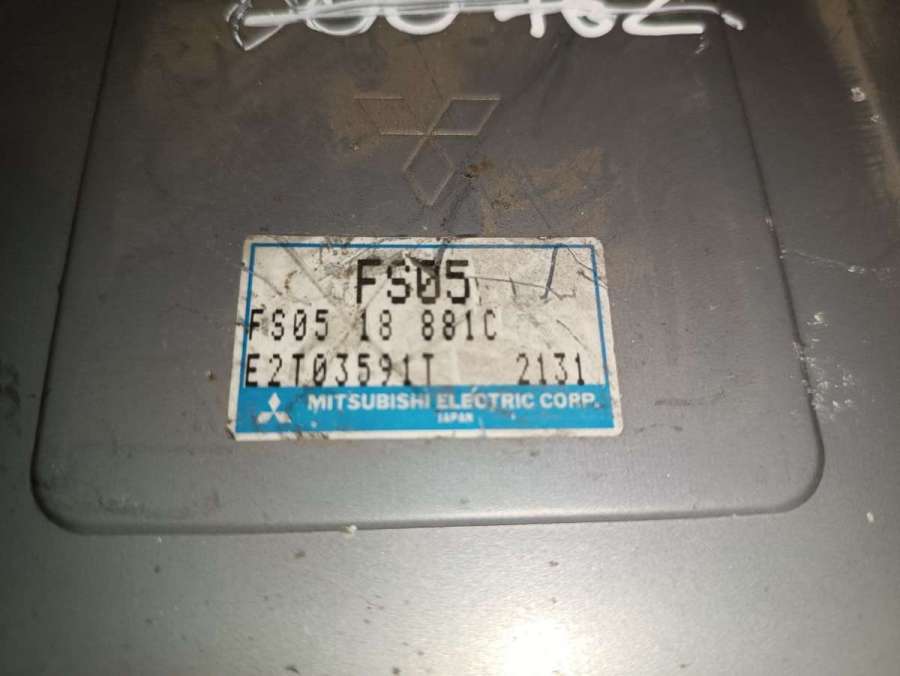 FS05
FS05 18 881C
E2T03591T 2131
MITSUBISHI ELECTRIC CORP.
JAPAN